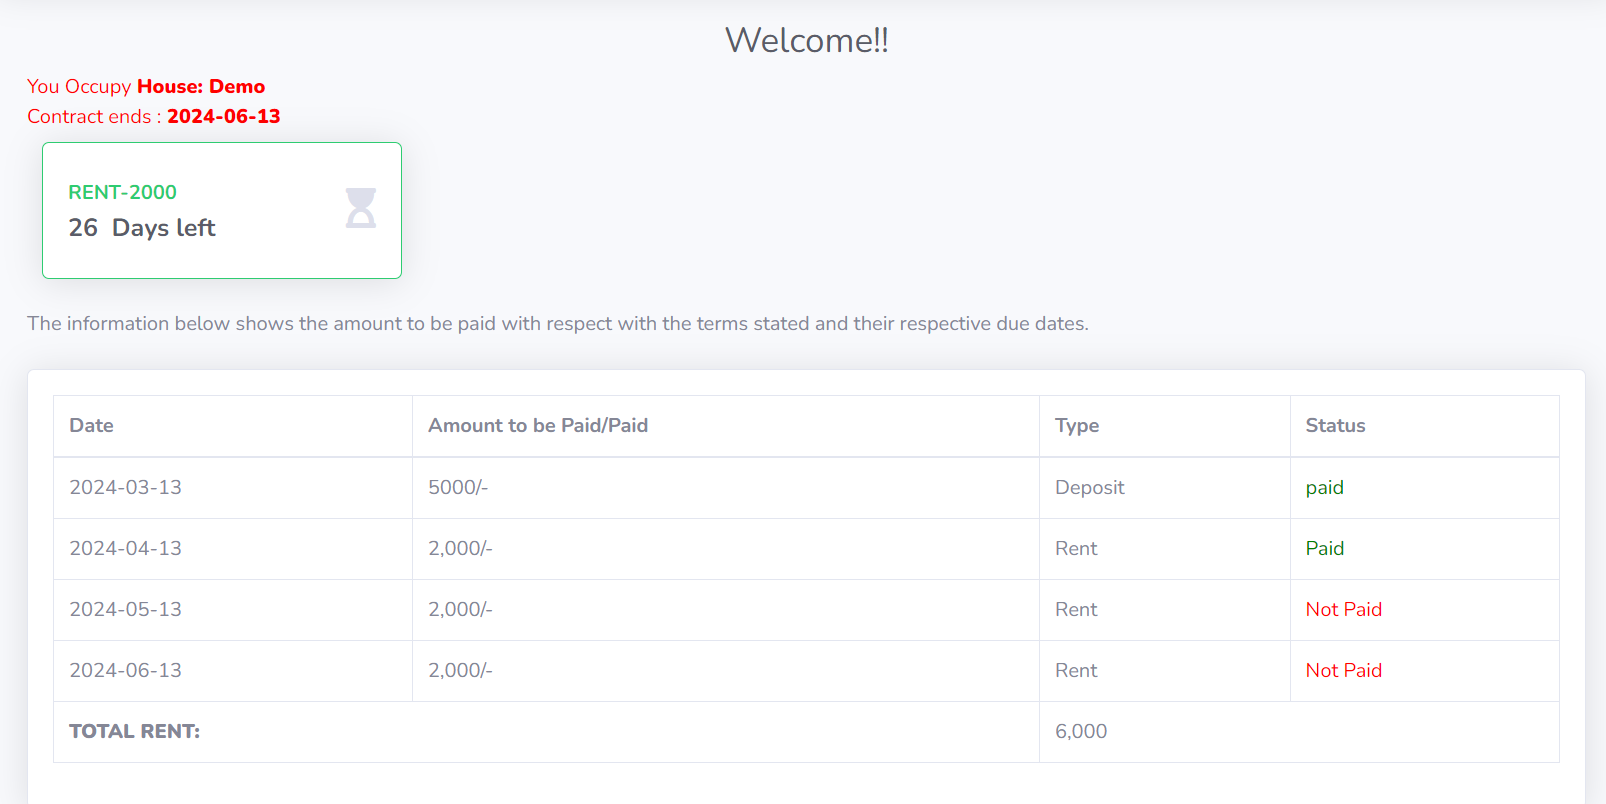 Welcome!!
You Occupy House: Demo
Contract ends : 2024-06-13
RENT-2000
26 Days left
The information below shows the amount to be paid with respect with the terms stated and their respective due dates.
Date Amount to be Paid/Paid Type Status
2024-03-13 5000/- Deposit paid
2024-04-13 2,000/- Rent Paid
2024-05-13 2,000/- Rent Not Paid
2024-06-13 2,000/- Rent Not Paid
TOTAL RENT: 6,000